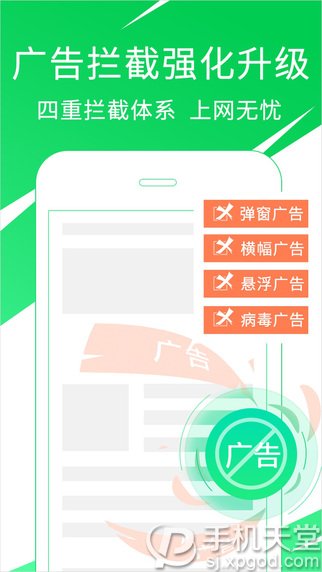 广告拦截强化升级
四重拦截体系 上网无忧
弹窗广告
横幅广告
悬浮广告
病毒广告
广告
广告
手机天堂
sj.xpgod.com